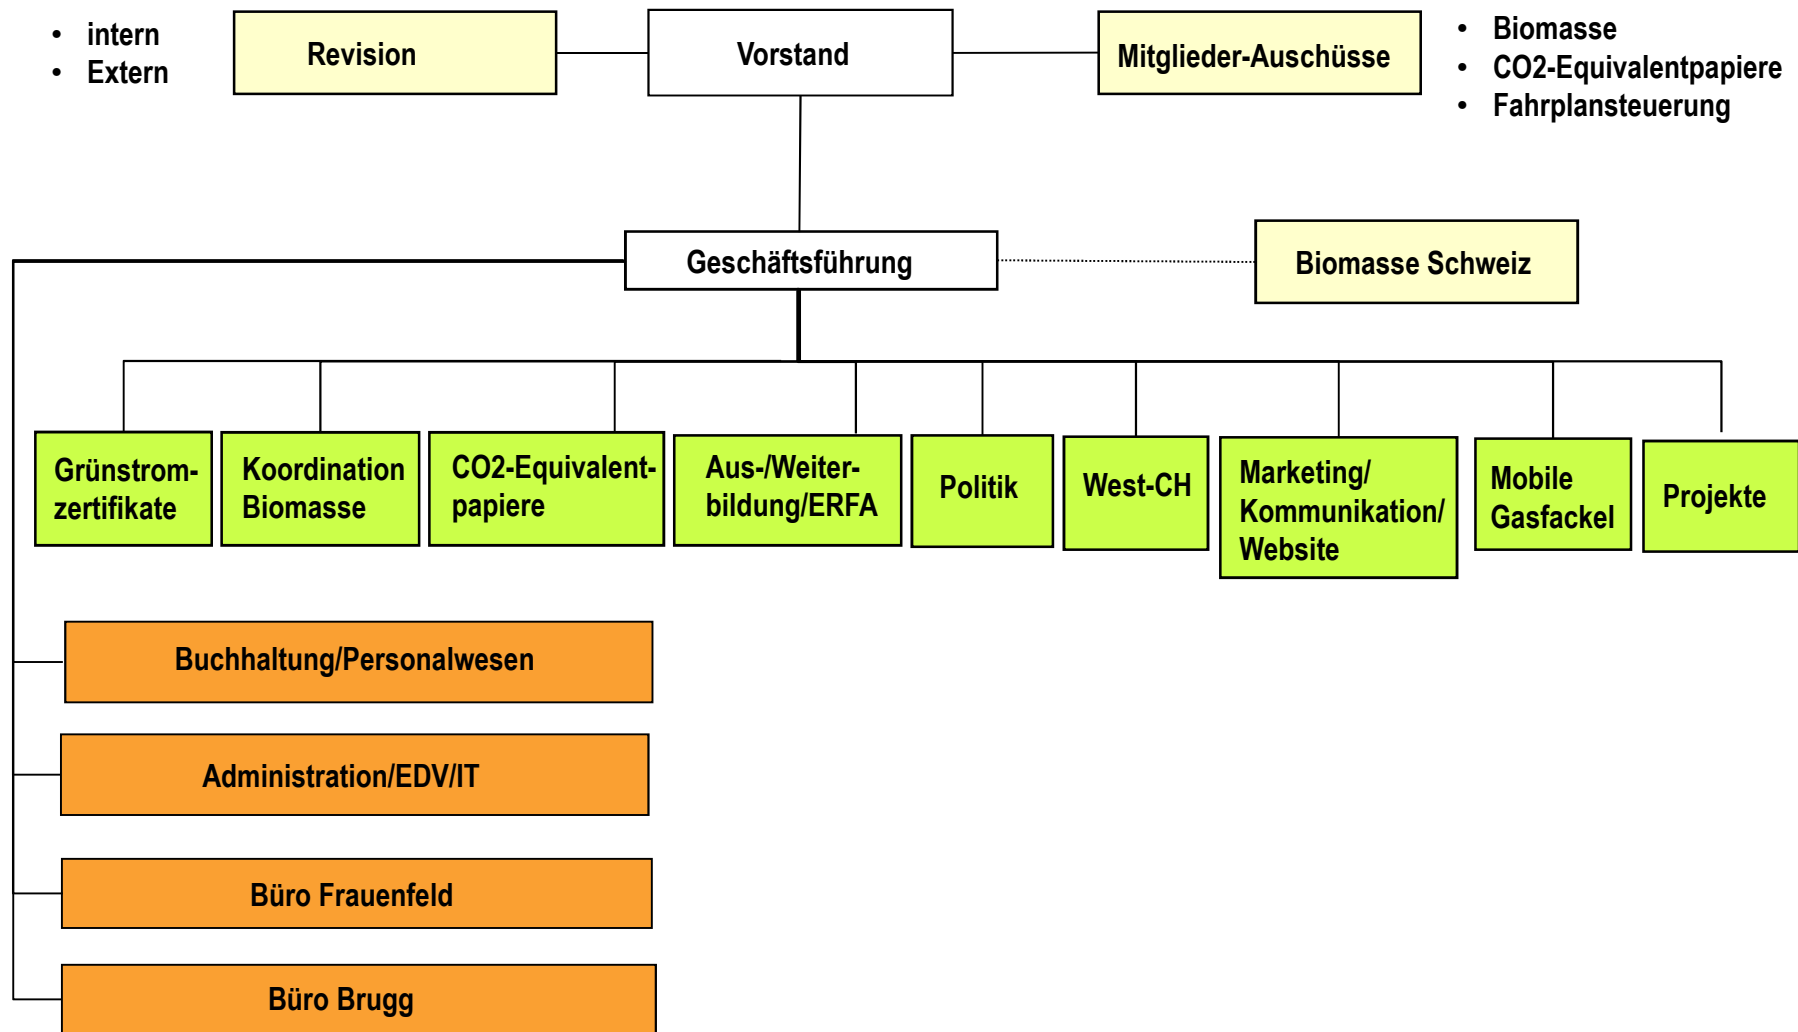 • intern
• Extern
Revision
Vorstand
Mitglieder-Auschüsse
• Biomasse
• CO2-Equivalentpapiere
• Fahrplansteuerung
Geschäftsführung
Biomasse Schweiz
Grünstrom-
zertifikate
Koordination
Biomasse
CO2-Equivalent-
papiere
Aus-/Weiter-
bildung/ERFA
Politik
West-CH
Marketing/
Kommunikation/
Website
Mobile
Gasfackel
Projekte
Buchhaltung/Personalwesen
Administration/EDV/IT
Büro Frauenfeld
Büro Brugg